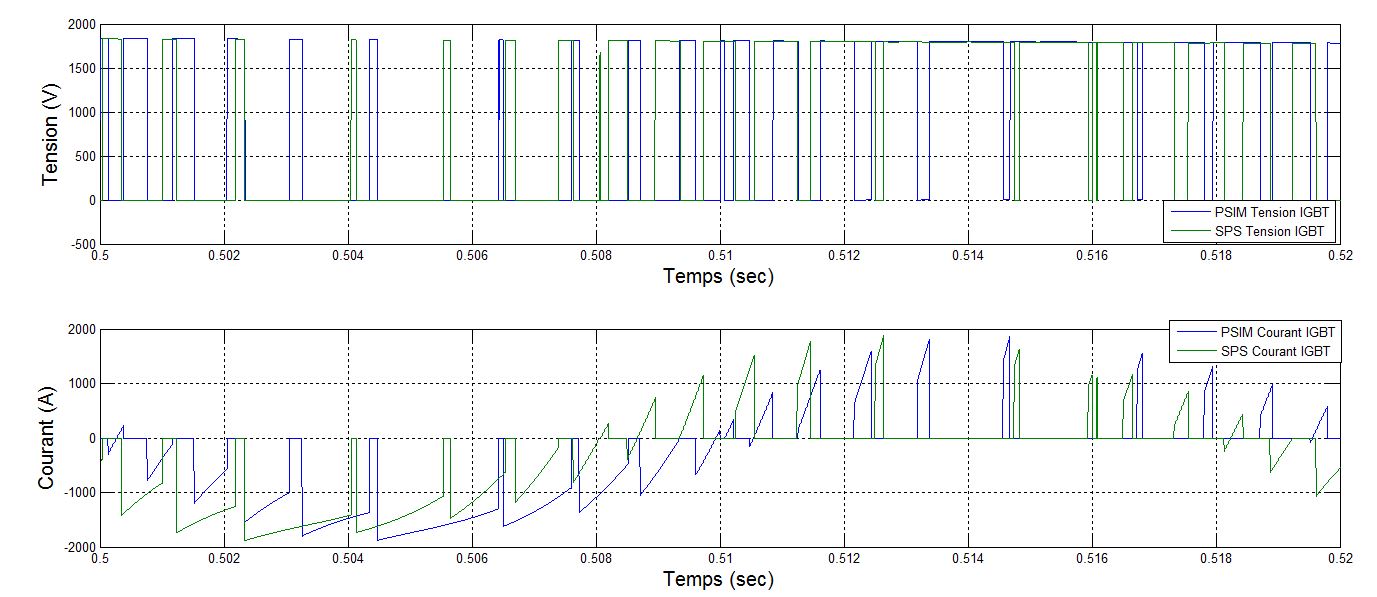 2000
1500
1000
500
0
-500
Tension (V)
PSIM Tension IGBT
SPS Tension IGBT
0.5 0.502 0.504 0.506 0.508 0.51 0.512 0.514 0.516 0.518 0.52
Temps (sec)
2000
1000
0
-1000
-2000
Courant (A)
PSIM Courant IGBT
SPS Courant IGBT
0.5 0.502 0.504 0.506 0.508 0.51 0.512 0.514 0.516 0.518 0.52
Temps (sec)